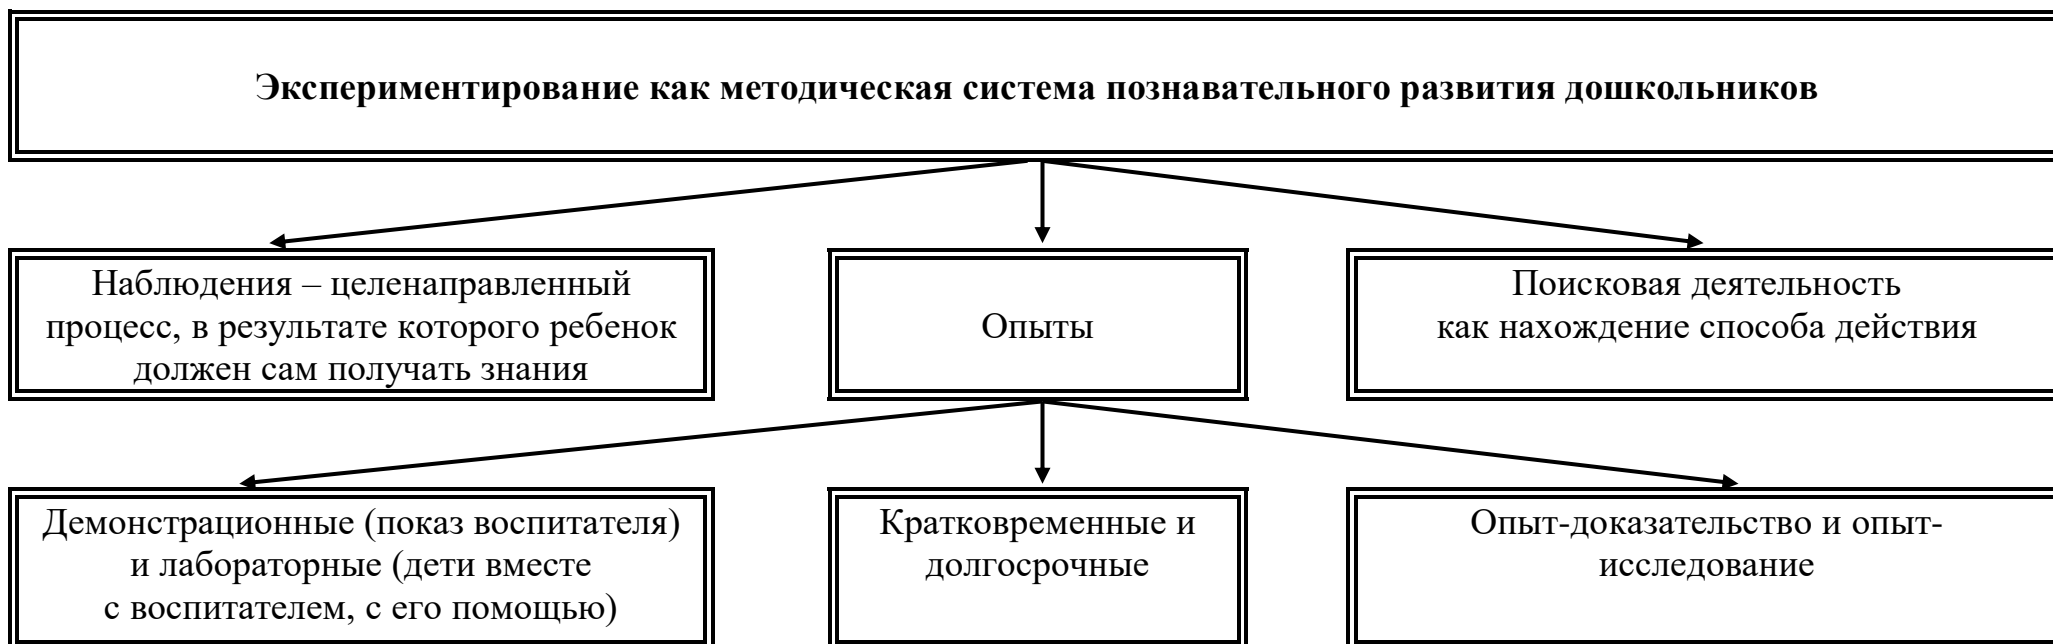 Экспериментирование как методическая система познавательного развития дошкольников
Наблюдения – целенаправленный
процесс, в результате которого ребенок
должен сам получать знания
Опыты
Поисковая деятельность
как нахождение способа действия
Демонстрационные (показ воспитателя)
и лабораторные (дети вместе
с воспитателем, с его помощью)
Кратковременные и
долгосрочные
Опыт-доказательство и опыт-
исследование